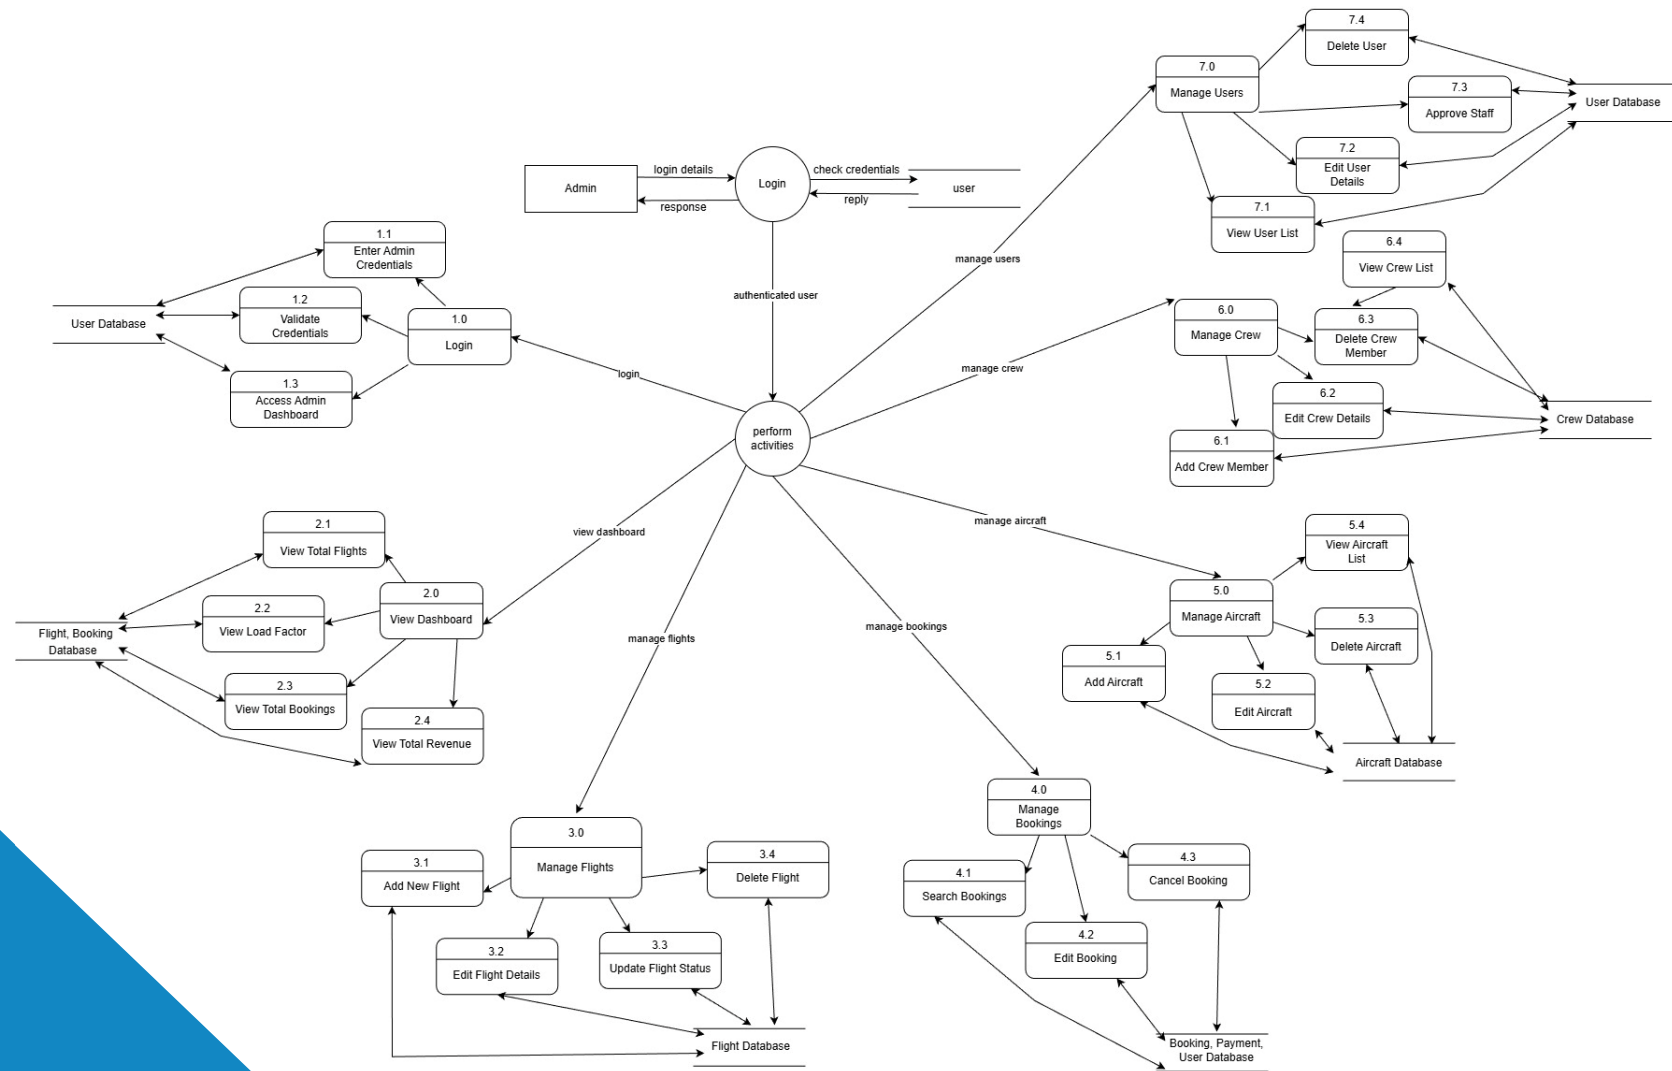 7.4
Delete User
7.0
Manage Users
7.3
Approve Staff
User Database
7.2
Edit User
Details
7.1
View User List
Admin
login details
response
Login
check credentials
reply
user
authenticated user
manage users
1.1
Enter Admin
Credentials
1.2
Validate
Credentials
User Database
1.0
Login
1.3
Access Admin
Dashboard
login
perform
activities
manage crew
6.4
View Crew List
6.0
Manage Crew
6.3
Delete Crew
Member
6.2
Edit Crew Details
6.1
Add Crew Member
Crew Database
view dashboard
manage aircraft
2.1
View Total Flights
2.0
View Dashboard
2.2
View Load Factor
Flight, Booking
Database
2.3
View Total Bookings
2.4
View Total Revenue
manage flights
manage bookings
5.4
View Aircraft
List
5.0
Manage Aircraft
5.3
Delete Aircraft
5.1
Add Aircraft
5.2
Edit Aircraft
Aircraft Database
3.0
Manage Flights
3.1
Add New Flight
3.4
Delete Flight
3.2
Edit Flight Details
3.3
Update Flight Status
Flight Database
4.0
Manage
Bookings
4.1
Search Bookings
4.3
Cancel Booking
4.2
Edit Booking
Booking, Payment,
User Database